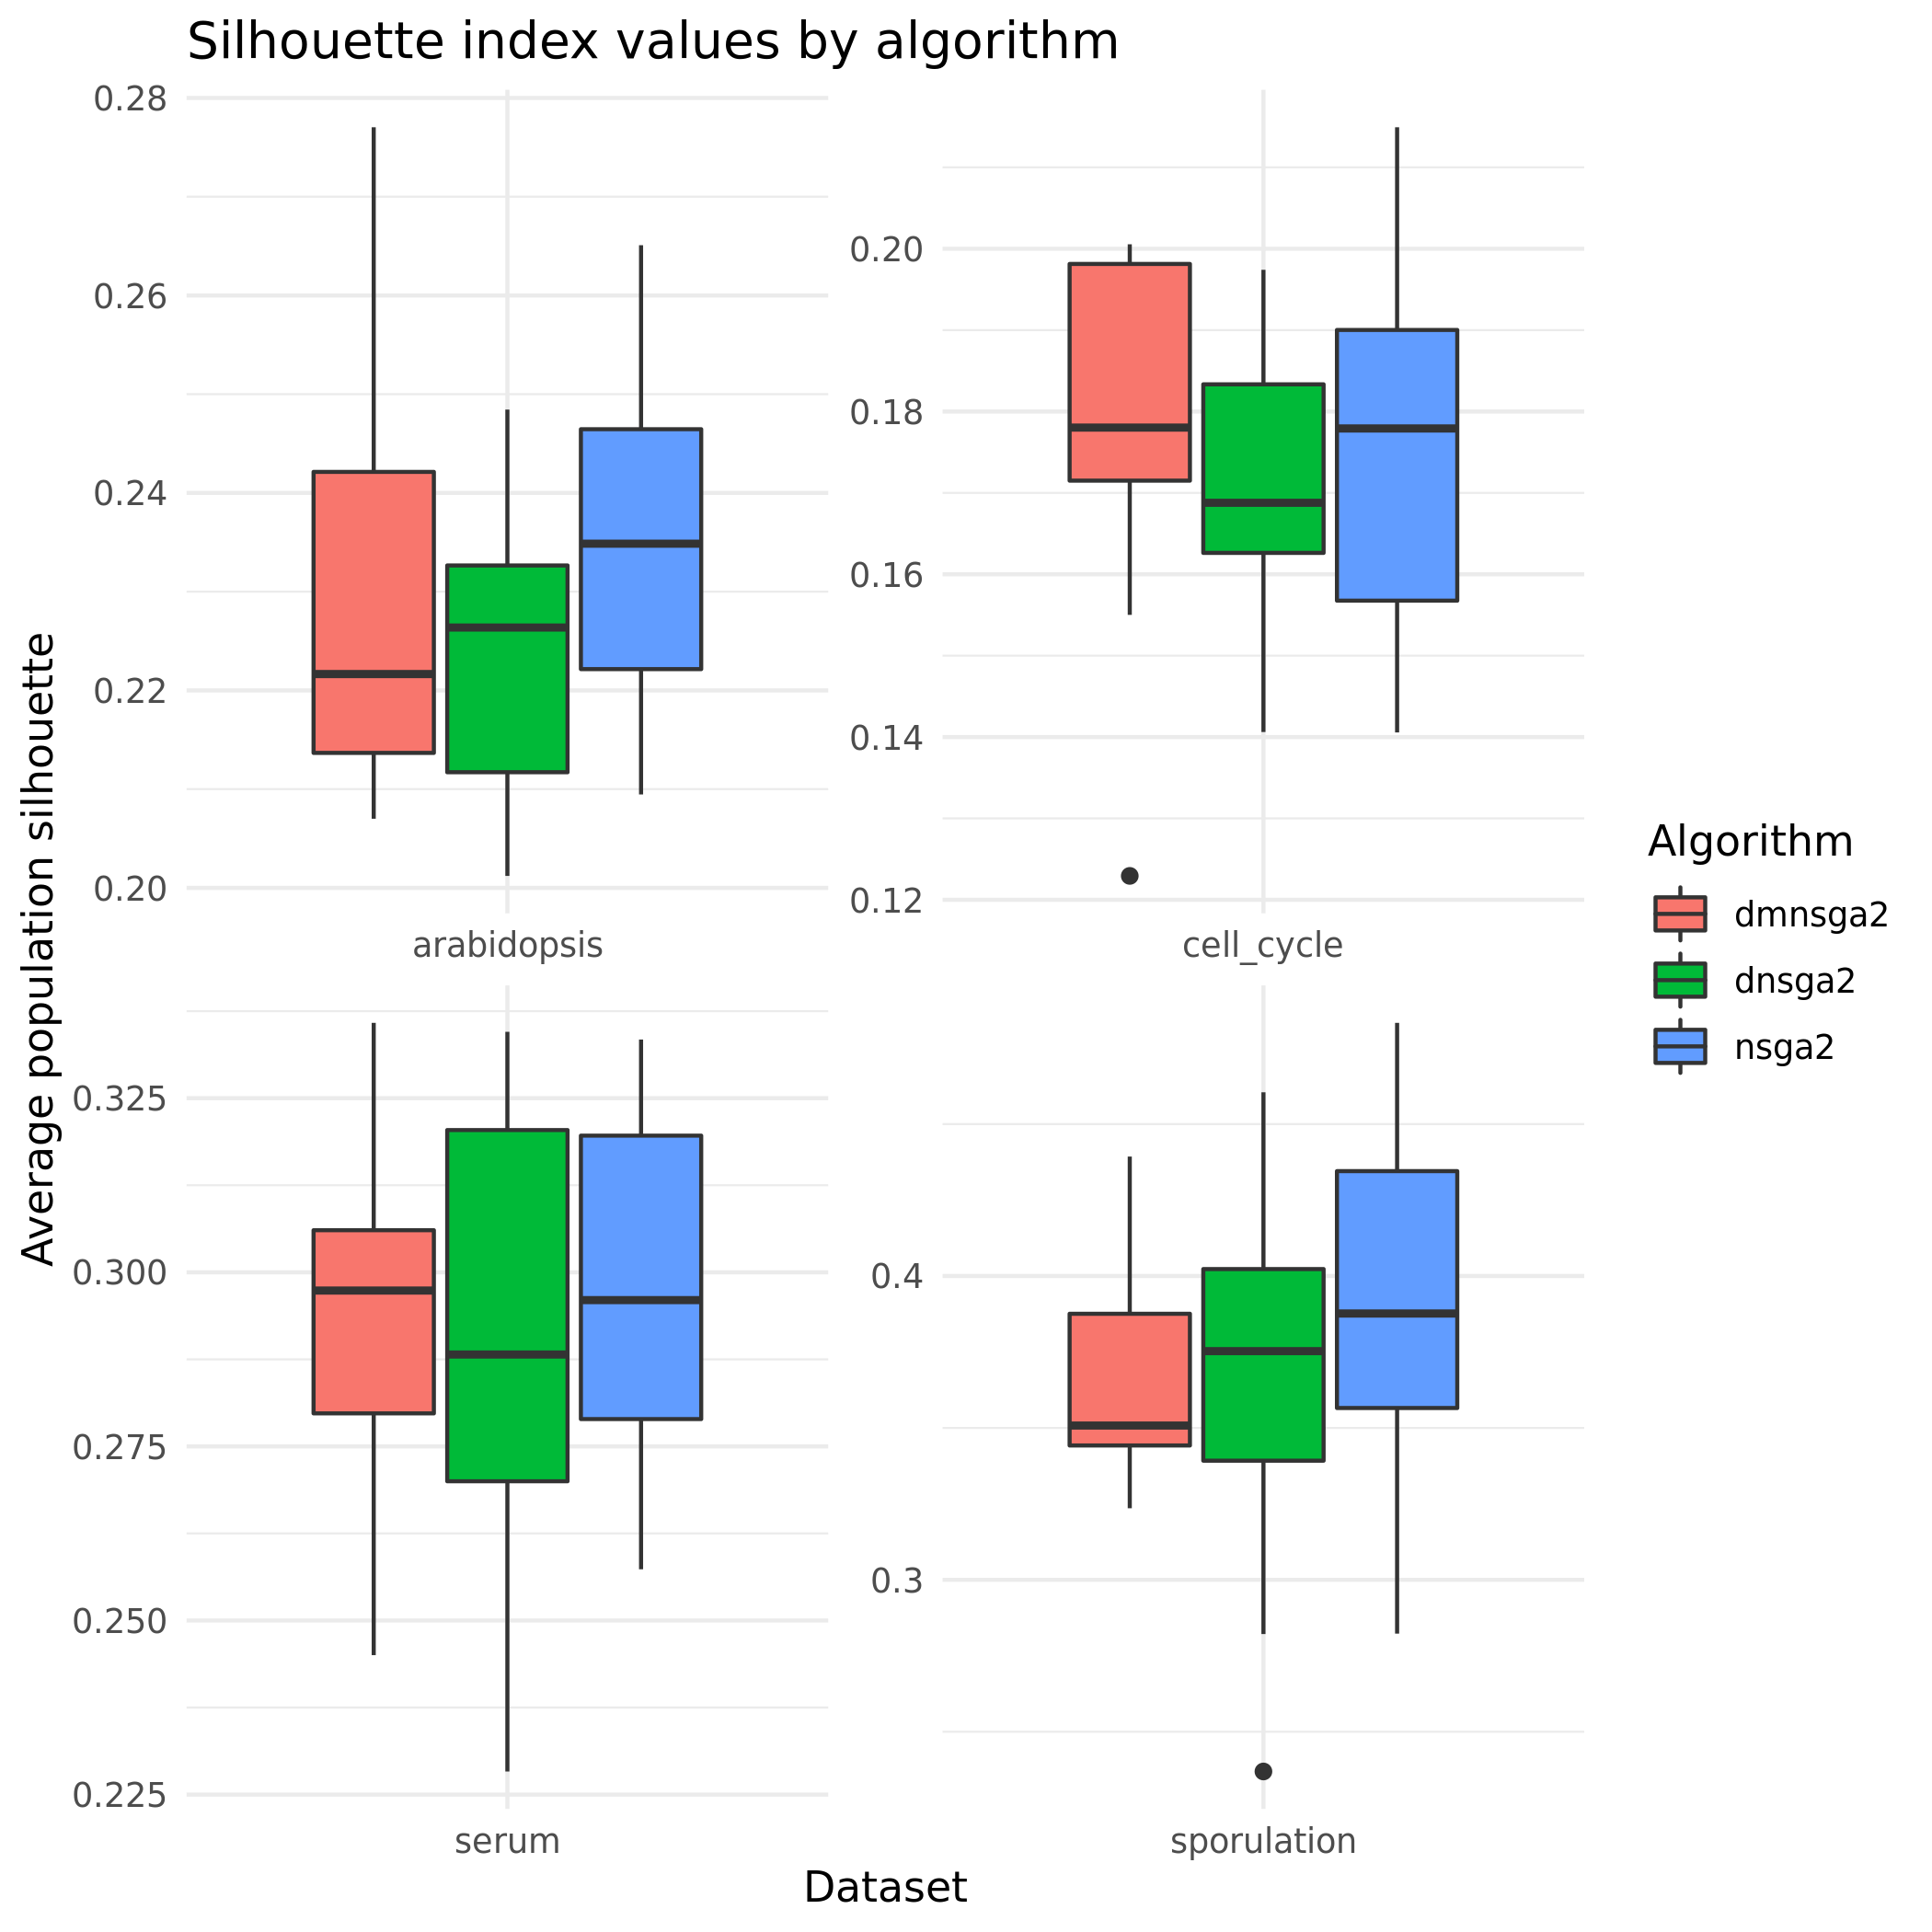 Silhouette index values by algorithm
Average population silhouette
0.28
0.26
0.24
0.22
0.20
arabidopsis
0.20
0.18
0.16
0.14
0.12
cell_cycle
0.325
0.300
0.275
0.250
0.225
serum
0.4
0.3
sporulation
Dataset
Algorithm
dmnsga2
dnsga2
nsga2